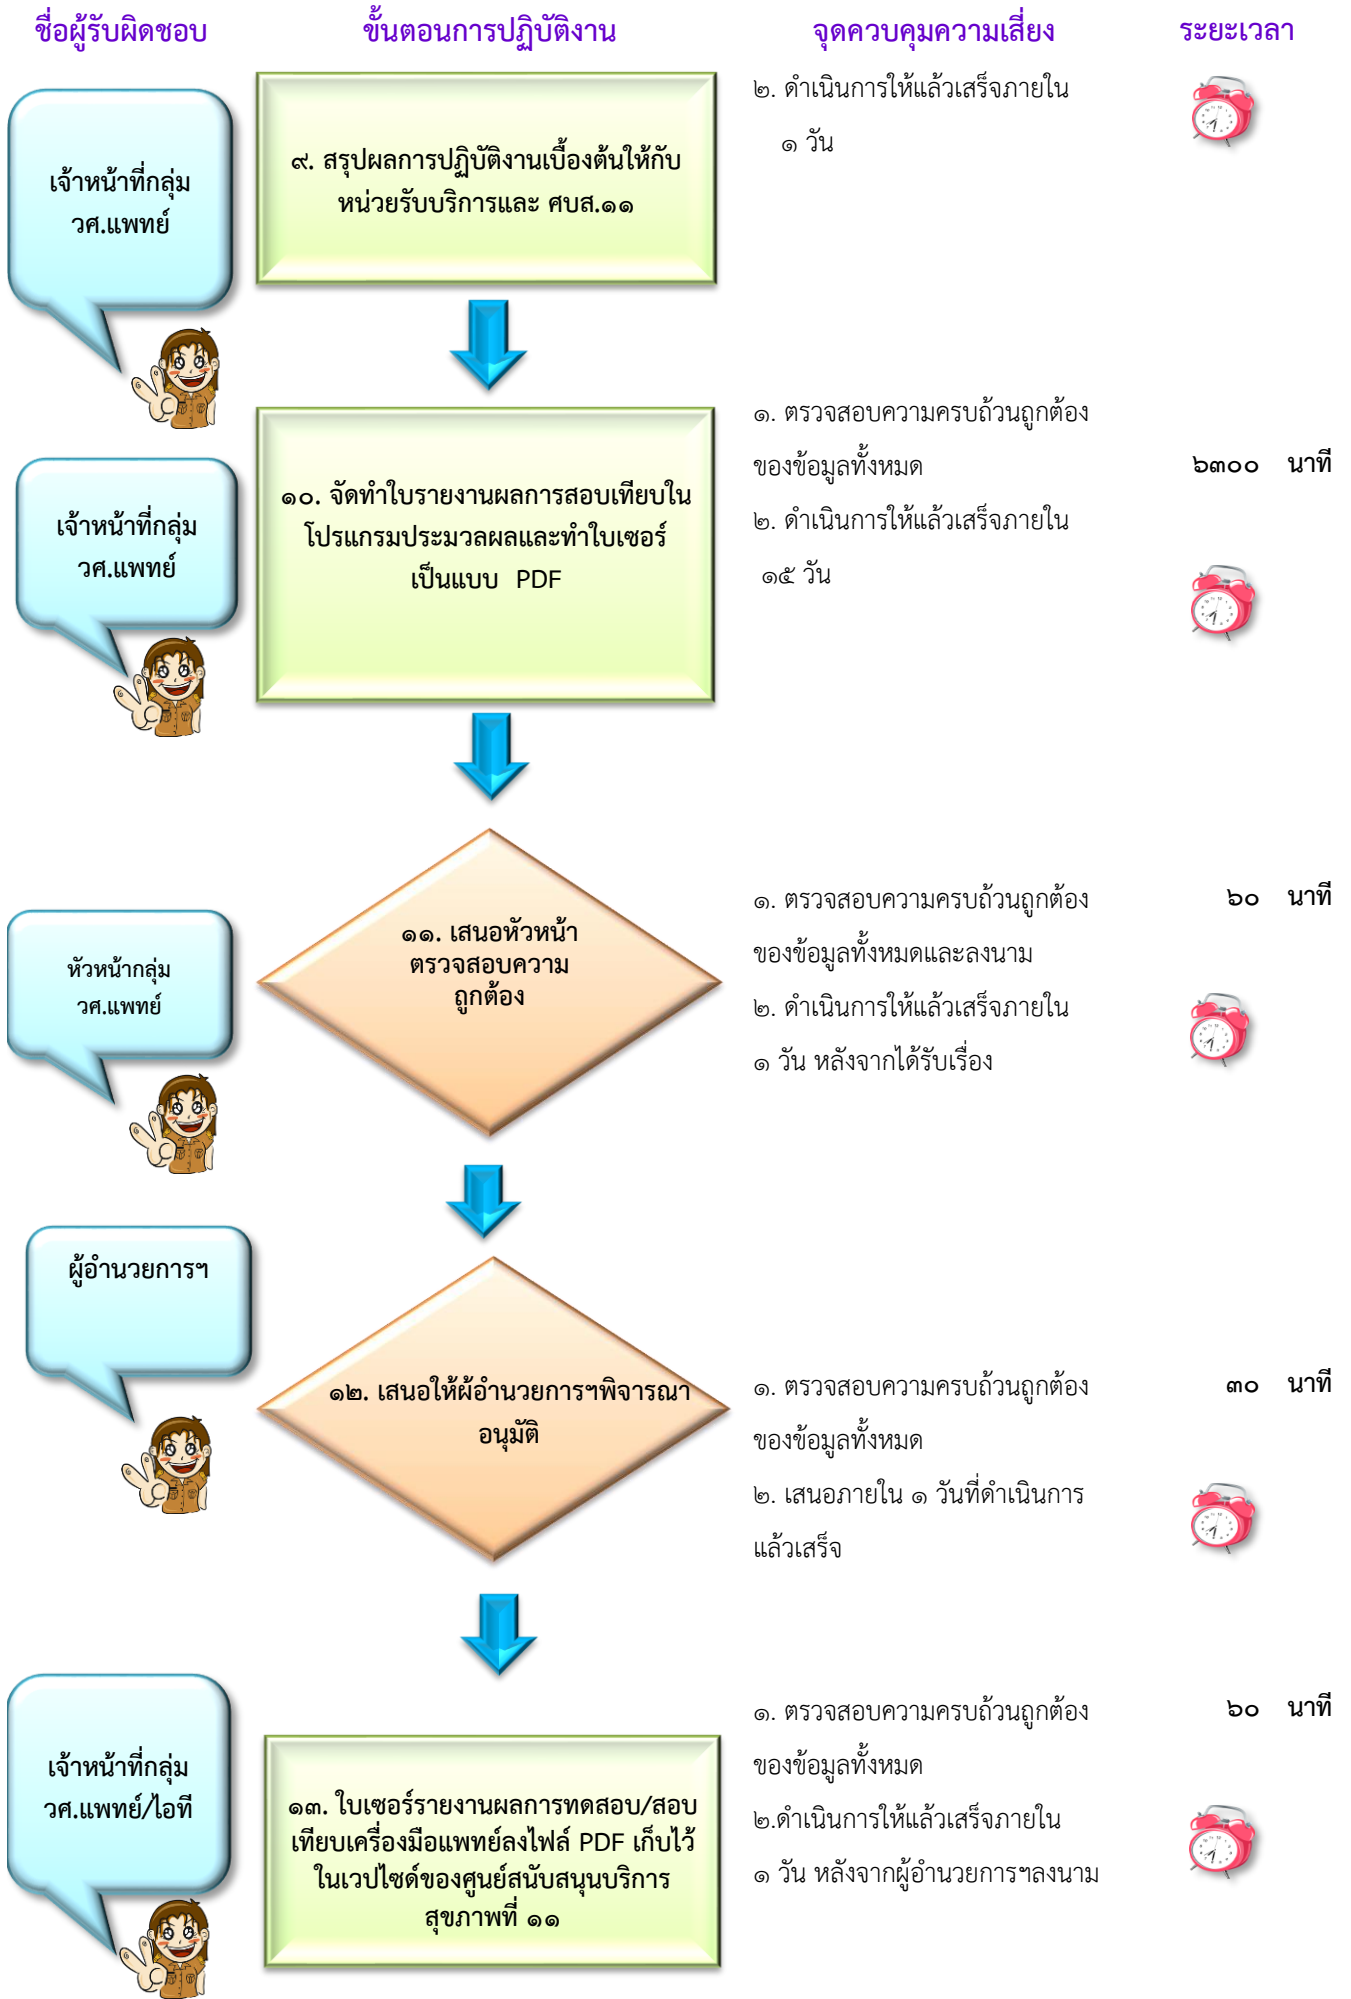 ชื่อผู้รับผิดชอบ
ขั้นตอนการปฏิบัติงาน
จุดควบคุมความเสี่ยง
ระยะเวลา
เจ้าหน้าที่กลุ่ม
วศ.แพทย์
๙. สรุปผลการปฏิบัติงานเบื้องต้นให้กับ
หน่วยรับบริการและ ศบส.๑๑
๒. ดำเนินการให้แล้วเสร็จภายใน
๑ วัน
เจ้าหน้าที่กลุ่ม
วศ.แพทย์
๑๐. จัดทำใบรายงานผลการสอบเทียบใน
โปรแกรมประมวลผลและทำใบเซอร์
เป็นแบบ PDF
๑. ตรวจสอบความครบถ้วนถูกต้อง
ของข้อมูลทั้งหมด
๒. ดำเนินการให้แล้วเสร็จภายใน
๑๕ วัน
๖๓๐๐ นาที
หัวหน้ากลุ่ม
วศ.แพทย์
๑๑. เสนอหัวหน้า
ตรวจสอบความ
ถูกต้อง
๑. ตรวจสอบความครบถ้วนถูกต้อง
ของข้อมูลทั้งหมดและลงนาม
๒. ดำเนินการให้แล้วเสร็จภายใน
๑ วัน หลังจากได้รับเรื่อง
๖๐ นาที
ผู้อำนวยการฯ
๑๒. เสนอให้ผ้อำนวยการฯพิจารณา
อนุมัติ
๑. ตรวจสอบความครบถ้วนถูกต้อง
ของข้อมูลทั้งหมด
๒. เสนอภายใน ๑ วันที่ดำเนินการ
แล้วเสร็จ
๓๐ นาที
เจ้าหน้าที่กลุ่ม
วศ.แพทย์/ไอที
๑๓. ใบเซอร์รายงานผลการทดสอบ/สอบ
เทียบเครื่องมือแพทย์ลงไฟล์ PDF เก็บไว้
ในเวปไซด์ของศูนย์สนับสนุนบริการ
สุขภาพที่ ๑๑
๑. ตรวจสอบความครบถ้วนถูกต้อง
ของข้อมูลทั้งหมด
๒.ดำเนินการให้แล้วเสร็จภายใน
๑ วัน หลังจากผู้อำนวยการฯลงนาม
๖๐ นาที